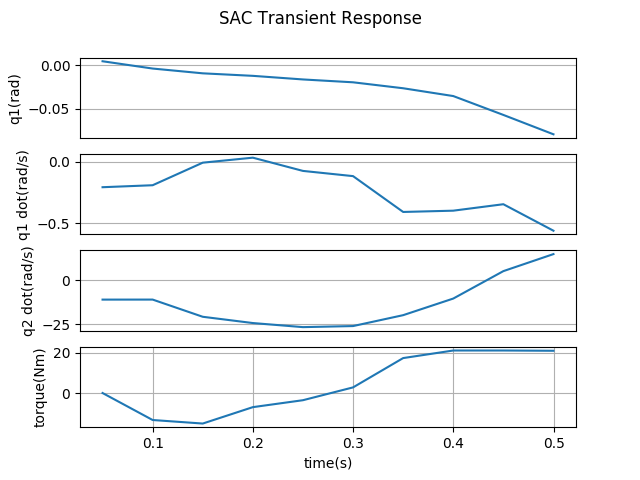 SAC Transient Response
q1(rad)
0.00
−0.05
q1 dot(rad/s)
0.0
−0.5
q2 dot(rad/s)
0
−25
torque(Nm)
20
0
0.1 0.2 0.3 0.4 0.5
time(s)